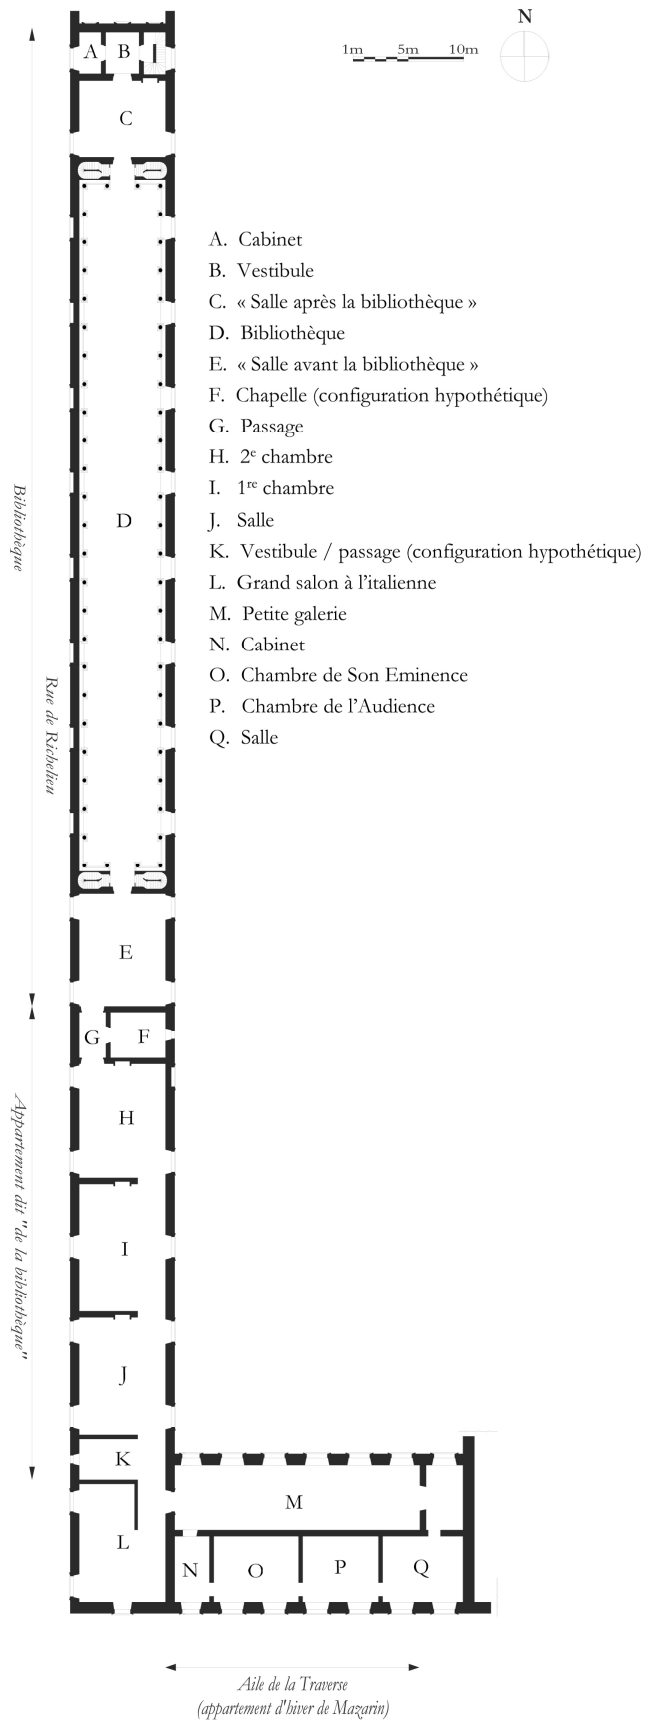 N
1m 5m 10m
A
B
C
A. Cabinet
B. Vestibule
C. « Salle après la bibliothèque »
D. Bibliothèque
E. « Salle avant la bibliothèque »
F. Chapelle (configuration hypothétique)
G. Passage
H. 2e chambre
I. 1re chambre
J. Salle
K. Vestibule / passage (configuration hypothétique)
L. Grand salon à l'italienne
M. Petite galerie
N. Cabinet
O. Chambre de Son Eminence
P. Chambre de l'Audience
Q. Salle
D
Bibliothèque
Rue de Richelieu
E
G
F
H
Appartement dit "de la bibliothèque"
I
J
K
M
L
N
O
P
Q
Aile de la Traverse
(appartement d'hiver de Mazarin)